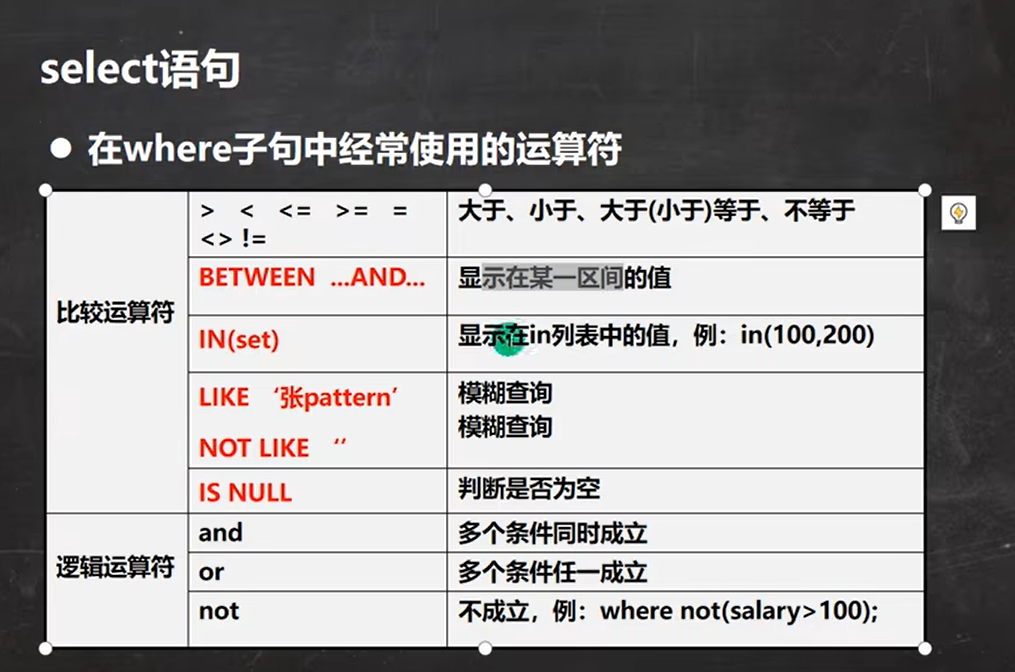 select语句
● 在where子句中经常使用的运算符
比较运算符
> < <= >= =
<> !=
大于、小于、大于(小于)等于、不等于
BETWEEN ...AND...
显示在某一区间的值
IN(set)
显示在in列表中的值，例：in(100,200)
LIKE ‘张pattern’
NOT LIKE ‘’
模糊查询
模糊查询
IS NULL
判断是否为空
逻辑运算符
and
多个条件同时成立
or
多个条件任一成立
not
不成立，例：where not(salary>100);